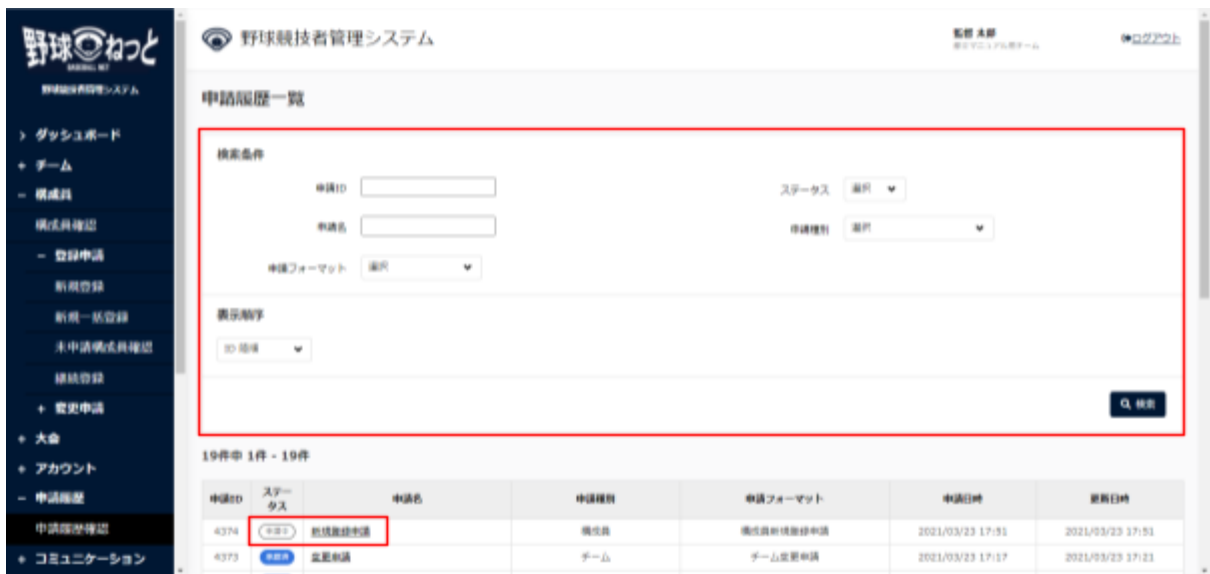 野球ねっと
BASEBALL NET
野球競技者管理システム
> ダッシュボード
+ チーム
− 構成員
構成員確認
− 登録申請
新規登録
新規一括登録
未申請構成員確認
継続登録
+ 変更申請
+ 大会
+ アカウント
− 申請履歴
申請履歴確認
+ コミュニケーション
野球競技者管理システム
監督 太郎
ログアウト
申請履歴一覧
検索条件
申請ID
ステータス 選択
申請名
申請種別 選択
申請フォーマット 選択
表示順序
ID 降順
検索
19件中 1件 - 19件
申請ID ステータス 申請名 申請種別 申請フォーマット 申請日時 更新日時
4374 申請中 新規登録申請 構成員 構成員新規登録申請 2021/03/23 17:51 2021/03/23 17:51
4373 承認済 変更申請 チーム チーム変更申請 2021/03/23 17:17 2021/03/23 17:21